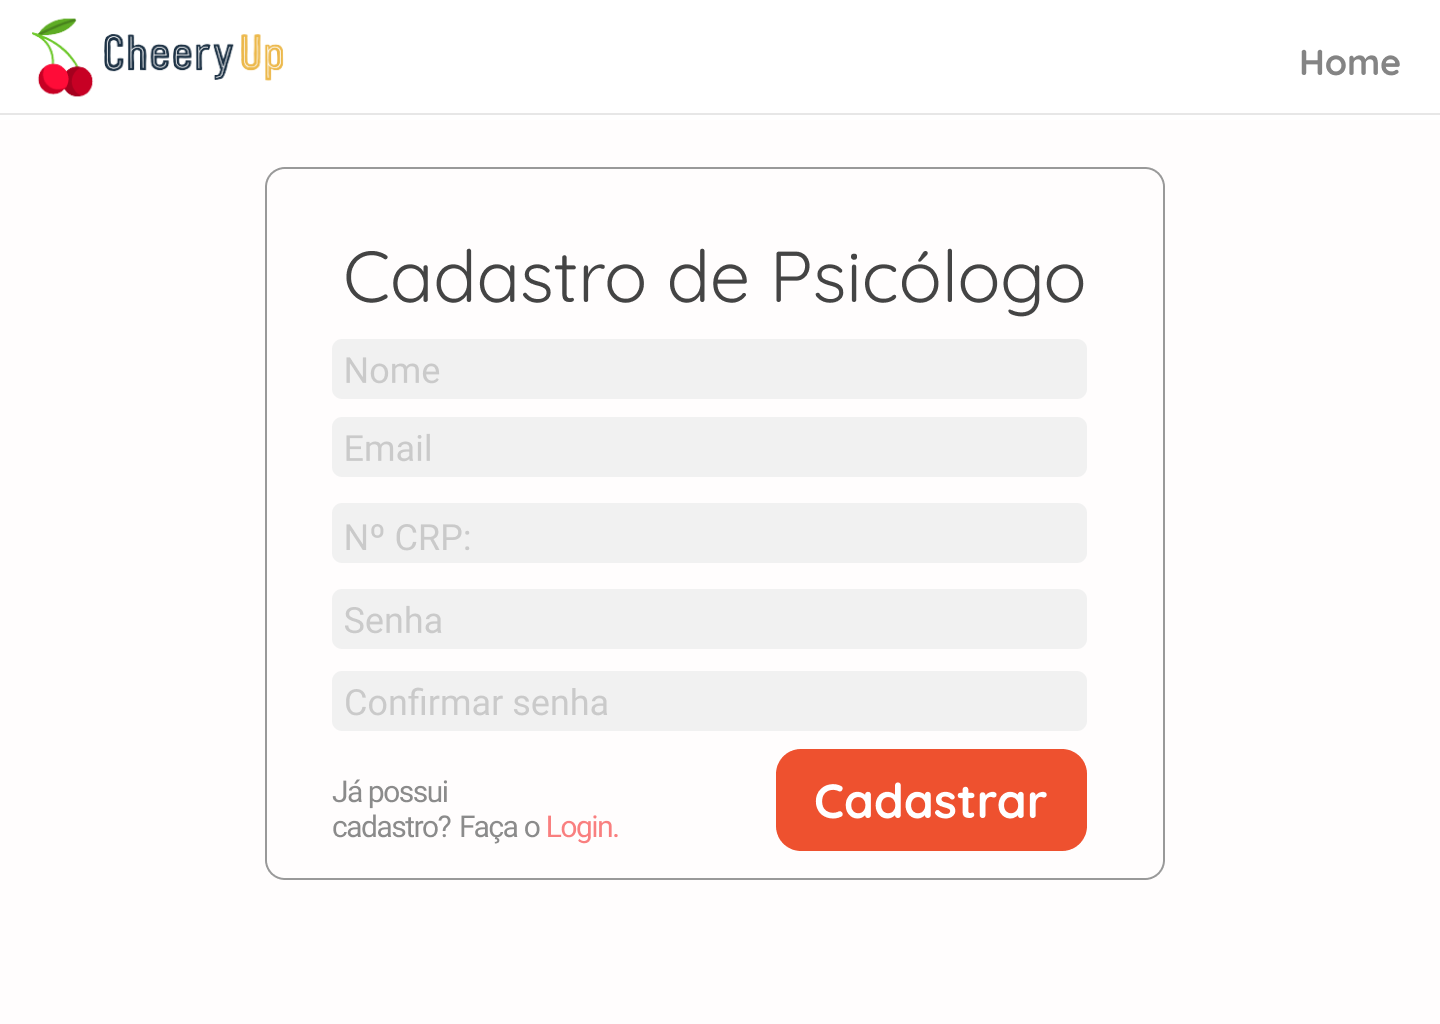 CheeryUp
Home
Cadastro de Psicólogo
Nome
Email
Nº CRP:
Senha
Confirmar senha
Já possui
cadastro? Faça o Login.
Cadastrar